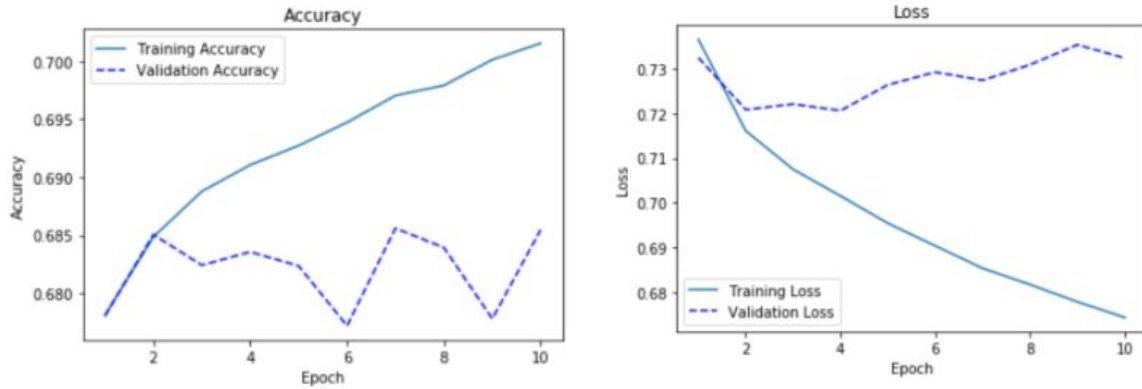 Accuracy
Training Accuracy
Validation Accuracy
0.700
0.695
0.690
0.685
0.680
Accuracy
2
4
6
8
10
Epoch
Loss
0.73
0.72
0.71
0.70
0.69
0.68
Loss
Training Loss
Validation Loss
2
4
6
8
10
Epoch